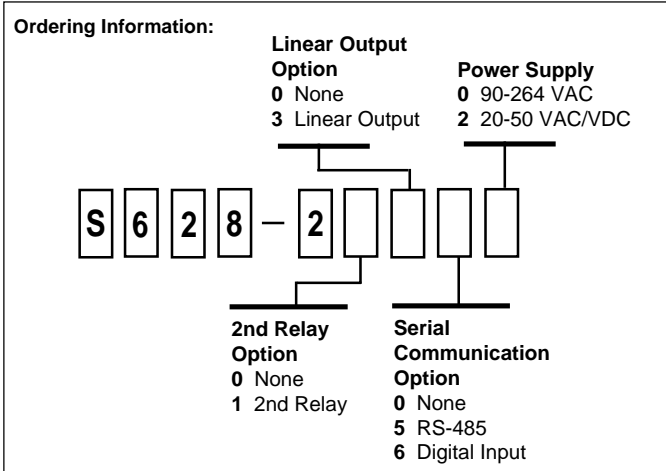 Ordering Information:
Linear Output
Option
0 None
3 Linear Output
Power Supply
0 90-264 VAC
2 20-50 VAC/VDC
S 6 2 8 – 2
2nd Relay
Option
0 None
1 2nd Relay
Serial
Communication
Option
0 None
5 RS-485
6 Digital Input